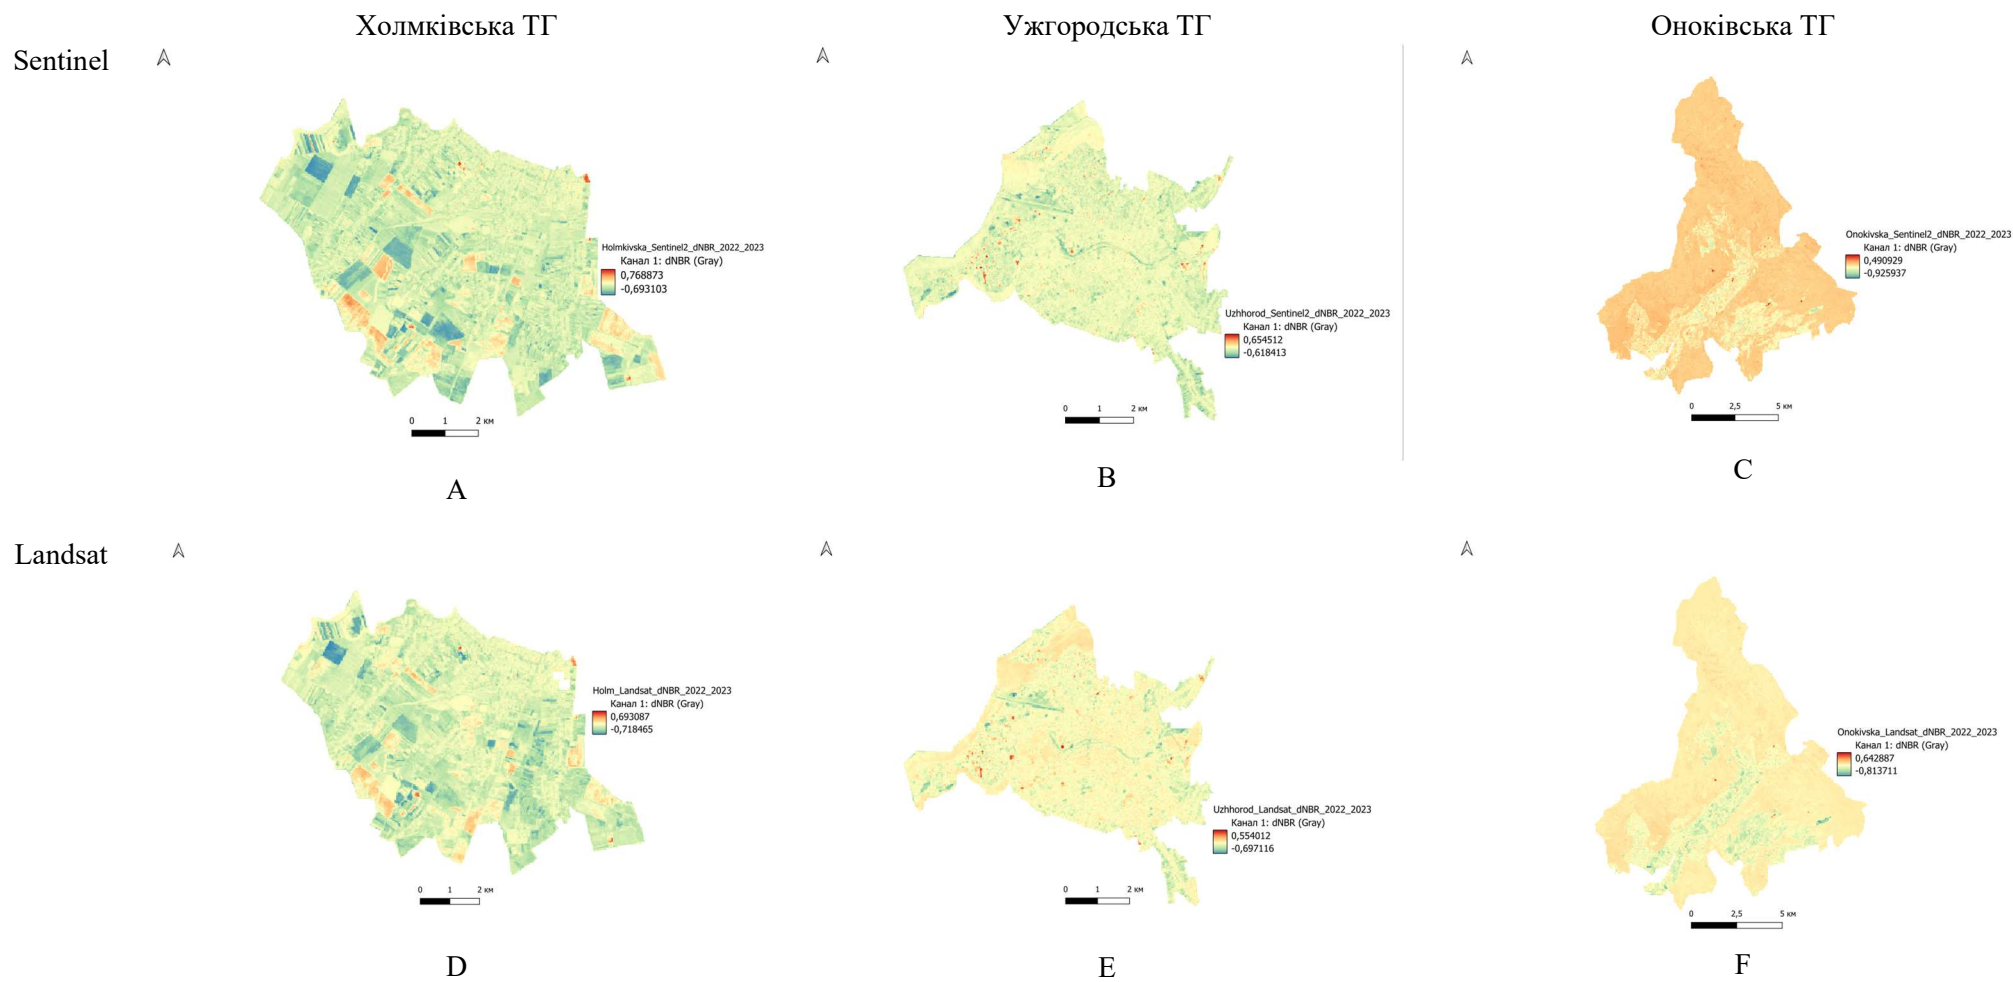 Холмківська ТГ
Ужгородська ТГ
Оноківська ТГ
Sentinel
Holmkivska_Sentinel2_dNBR_2022_2023
Канал 1: dNBR (Gray)
0,768873
-0,693103
0 1 2 км
A
Uzhhorod_Sentinel2_dNBR_2022_2023
Канал 1: dNBR (Gray)
0,654512
-0,618413
0 1 2 км
B
Onokivska_Sentinel2_dNBR_2022_2023
Канал 1: dNBR (Gray)
0,490929
-0,925937
0 2,5 5 км
C
Landsat
Holm_Landsat_dNBR_2022_2023
Канал 1: dNBR (Gray)
0,693087
-0,718465
0 1 2 км
D
Uzhhorod_Landsat_dNBR_2022_2023
Канал 1: dNBR (Gray)
0,554012
-0,697116
0 1 2 км
E
Onokivska_Landsat_dNBR_2022_2023
Канал 1: dNBR (Gray)
0,642887
-0,813711
0 2,5 5 км
F